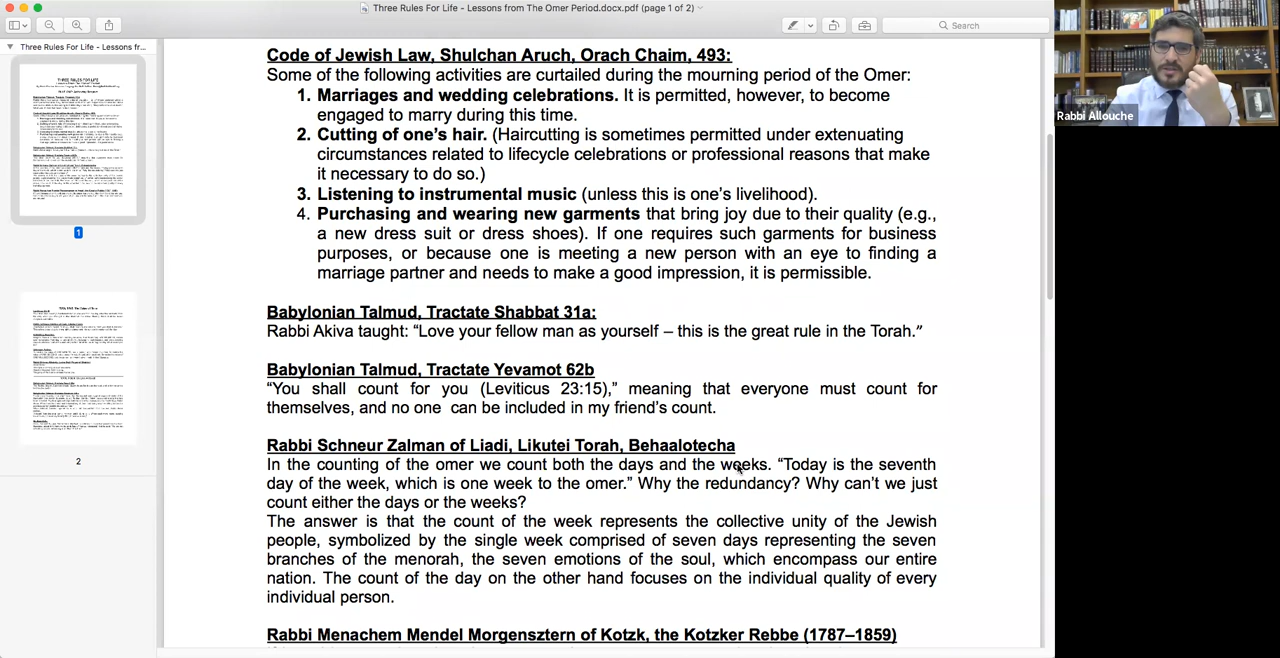 Three Rules For Life - Lessons from The Omer Period.docx.pdf (page 1 of 2)
Search
Three Rules For Life - Lessons fr...
THREE RULES FOR LIFE
1
2
Code of Jewish Law, Shulchan Aruch, Orach Chaim, 493:
Some of the following activities are curtailed during the mourning period of the Omer:
1. Marriages and wedding celebrations. It is permitted, however, to become
engaged to marry during this time.
2. Cutting of one's hair. (Haircuting is sometimes permittd under extenuating
circumstances related to lifecycle celebrations or professional reasons that make
it necessary to do so.)
3. Listening to instrumental music (unless this is one's livelihood).
4. Purchasing and wearing new garments that bring joy due to their quality (e.g.,
a new dress suit or dress shoes). If one requires such garments for business
purposes, or because one is meeting a new person with an eye to finding a
marriage partner and needs to make a good impression, it is permissible.
Babylonian Talmud, Tractate Shabbat 31a:
Rabbi Akiva taught: “Love your fellow man as yourself – this is the great rule in the Torah.”
Babylonian Talmud, Tractate Yevamot 62b
“You shall count for you (Leviticus 23:15),” meaning that everyone must count for
themselves, and no one can be included in my friend's count.
Rabbi Schneur Zalman of Liadi, Likutei Torah, Behaalotecha
In the counting of the omer we count both the days and the weeks. “Today is the seventh
day of the week, which is one week to the omer.” Why the redundancy? Why can't we just
count either the days or the weeks?
The answer is that the count of the week represents the collective unity of the Jewish
people, symbolized by the single week comprised of seven days representing the seven
branches of the menorah, the seven emotions of the soul, which encompass our entire
nation. The count of the day on the other hand focuses on the individual quality of every
individual person.
Rabbi Menachem Mendel Morgensztern of Kotzk, the Kotzker Rebbe (1787–1859)
Rabbi Allouche